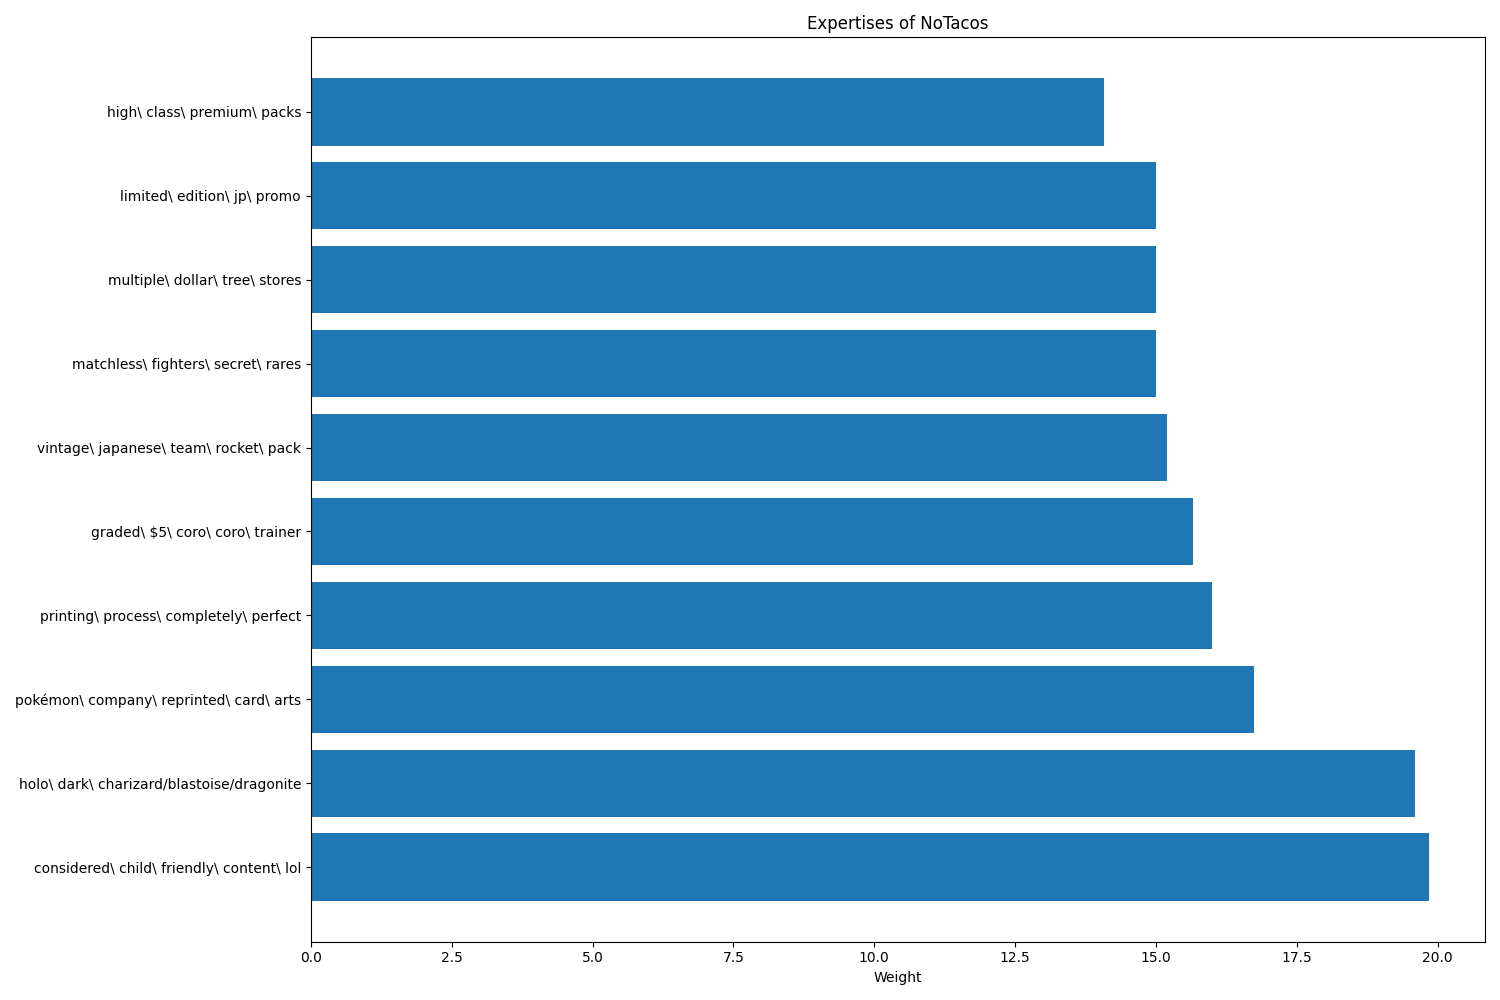 Expertises of NoTacos
high\ class\ premium\ packs
limited\ edition\ jp\ promo
multiple\ dollar\ tree\ stores
matchless\ fighters\ secret\ rares
vintage\ japanese\ team\ rocket\ pack
graded\ $5\ coro\ coro\ trainer
printing\ process\ completely\ perfect
pokémon\ company\ reprinted\ card\ arts
holo\ dark\ charizard/blastoise/dragonite
considered\ child\ friendly\ content\ lol
0.0 2.5 5.0 7.5 10.0 12.5 15.0 17.5 20.0
Weight